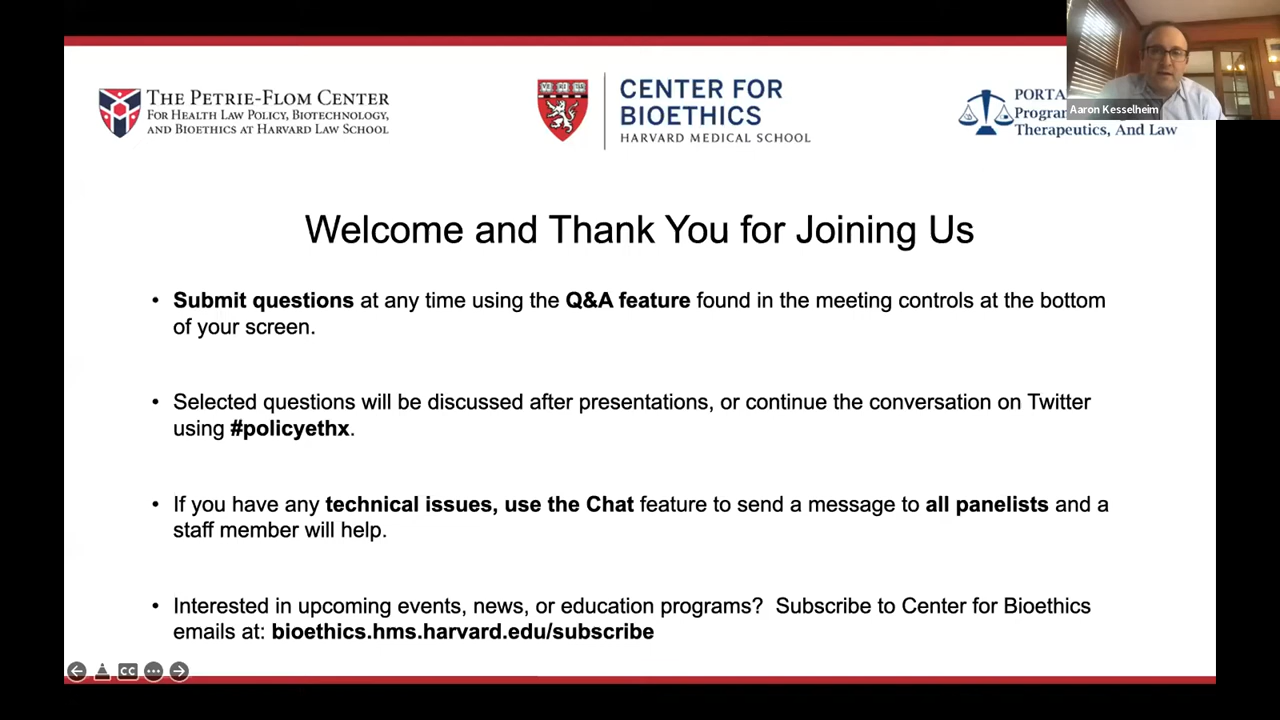 THE PETRIE-FLOM CENTER
FOR HEALTH LAW POLICY, BIOTECHNOLOGY,
AND BIOETHICS AT HARVARD LAW SCHOOL
CENTER FOR
BIOETHICS
HARVARD MEDICAL SCHOOL
PORTA
Program
Therapeutics, And Law
Aaron Kesselheim
Welcome and Thank You for Joining Us
• Submit questions at any time using the Q&A feature found in the meeting controls at the bottom
of your screen.
• Selected questions will be discussed after presentations, or continue the conversation on Twitter
using #policyethx.
• If you have any technical issues, use the Chat feature to send a message to all panelists and a
staff member will help.
• Interested in upcoming events, news, or education programs? Subscribe to Center for Bioethics
emails at: bioethics.hms.harvard.edu/subscribe
CC